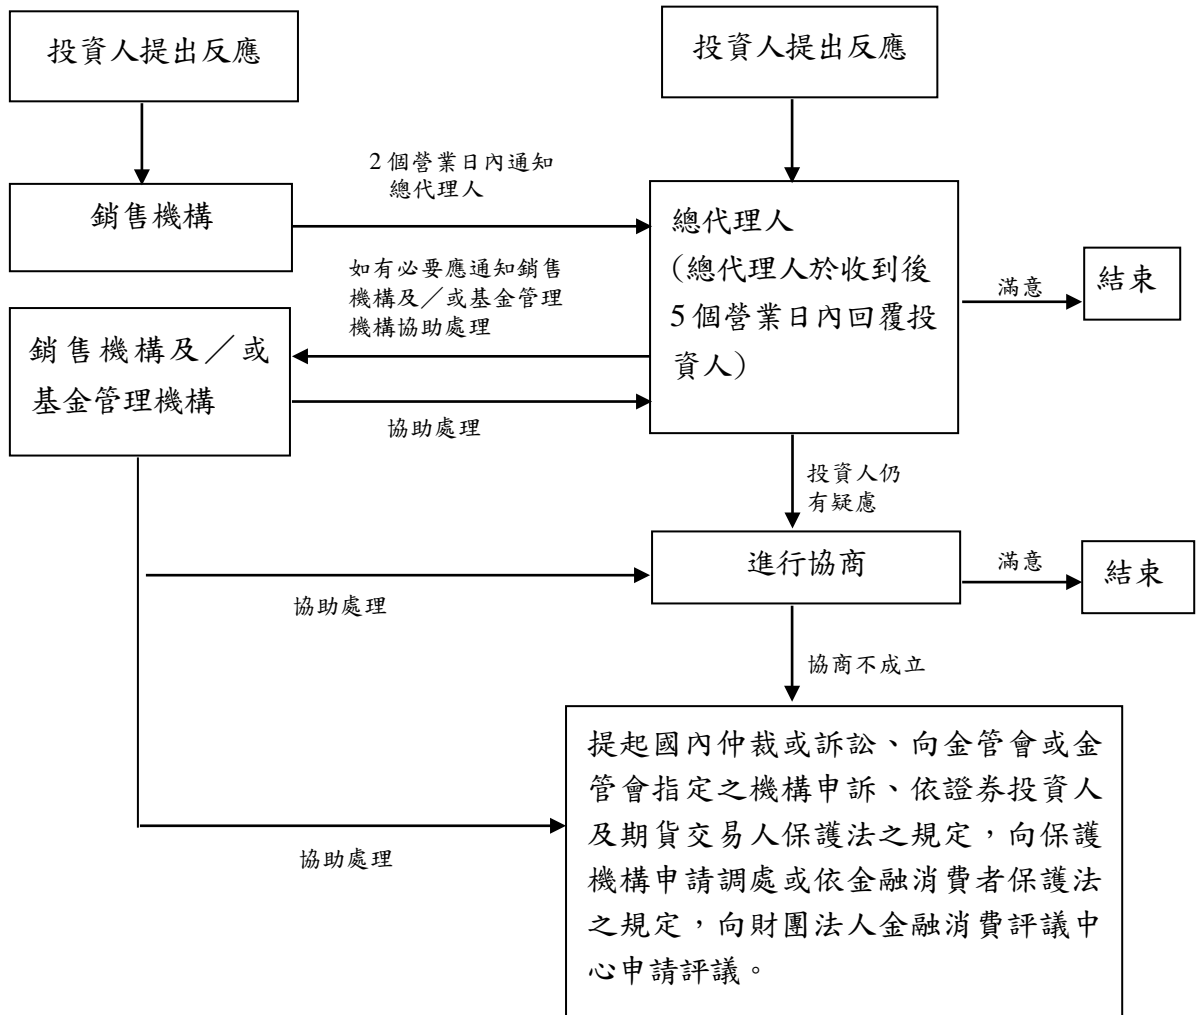 投資人提出反應
投資人提出反應
2個營業日內通知
總代理人
銷售機構
總代理人
(總代理人於收到後
5個營業日內回覆投
資人)
滿意
結束
如有必要應通知銷售
機構及/或基金管理
機構協助處理
銷售機構及/或
基金管理機構
協助處理
投資人仍
有疑慮
進行協商
滿意
結束
協助處理
協商不成立
提起國內仲裁或訴訟、向金管會或金
管會指定之機構申訴、依證券投資人
及期貨交易人保護法之規定,向保護
機構申請調處或依金融消費者保護法
之規定,向財團法人金融消費評議中
心申請評議。
協助處理